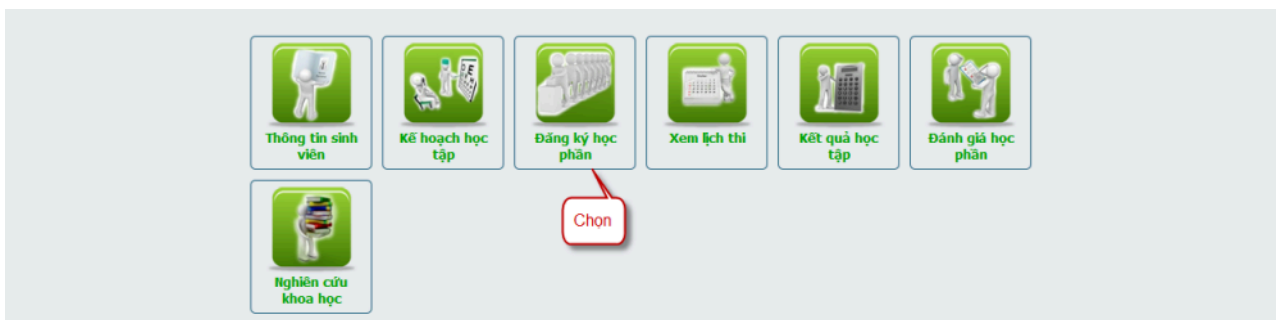 Thông tin sinh
viên
Kế hoạch học
tập
Đăng ký học
phần
Xem lịch thi
Kết quả học
tập
Đánh giá học
phần
Chọn
Nghiên cứu
khoa học